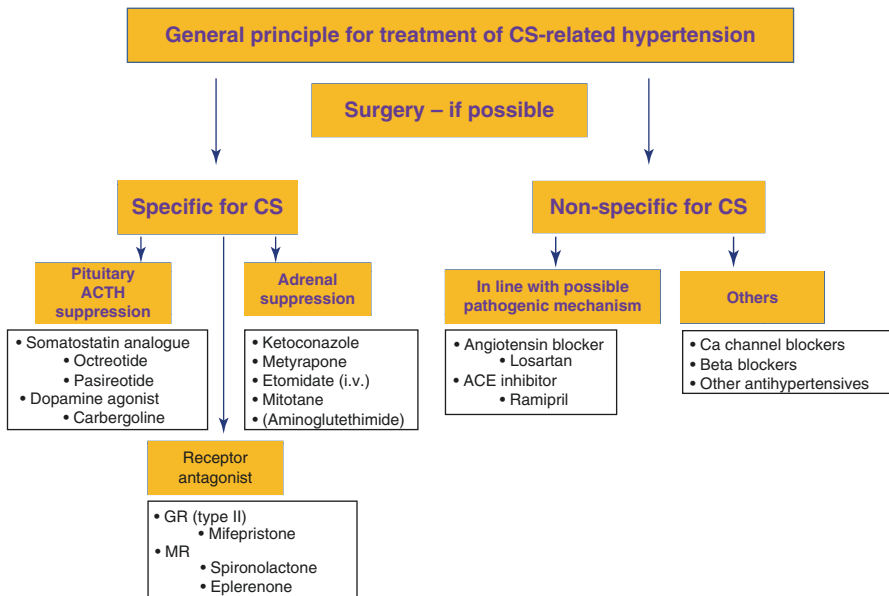 General principle for treatment of CS-related hypertension
Surgery – if possible
Specific for CS
Non-specific for CS
Pituitary
ACTH
suppression
• Somatostatin analogue
• Octreotide
• Pasireotide
• Dopamine agonist
• Carbergoline
Adrenal
suppression
• Ketoconazole
• Metyrapone
• Etomidate (i.v.)
• Mitotane
• (Aminoglutethimide)
Receptor
antagonist
• GR (type II)
• Mifepristone
• MR
• Spironolactone
• Eplerenone
In line with possible
pathogenic mechanism
• Angiotensin blocker
• Losartan
• ACE inhibitor
• Ramipril
Others
• Ca channel blockers
• Beta blockers
• Other antihypertensives